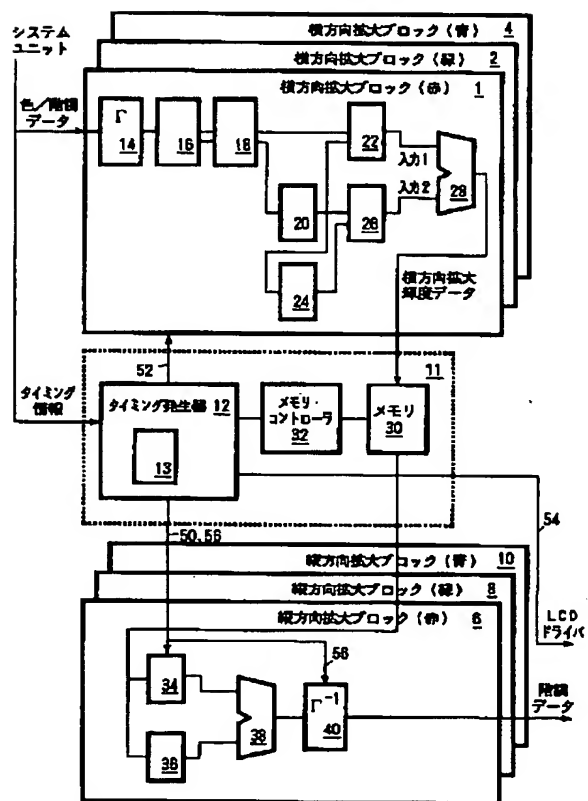 システム
ユニット
横方向拡大ブロック（青） 4
横方向拡大ブロック（緑） 2
横方向拡大ブロック（赤） 1
色／階調
データ
Γ
14
16
18
22
入力1
入力2
28
20
26
24
横方向拡大
輝度データ
52
11
タイミング
情報
タイミング発生器 12
13
メモリ・
コントローラ
32
メモリ
30
50,56
54
縦方向拡大ブロック（青） 10
縦方向拡大ブロック（緑） 8
縦方向拡大ブロック（赤） 6
LCD
ドライバ
56
34
38
Γ-1
40
階調
データ
36